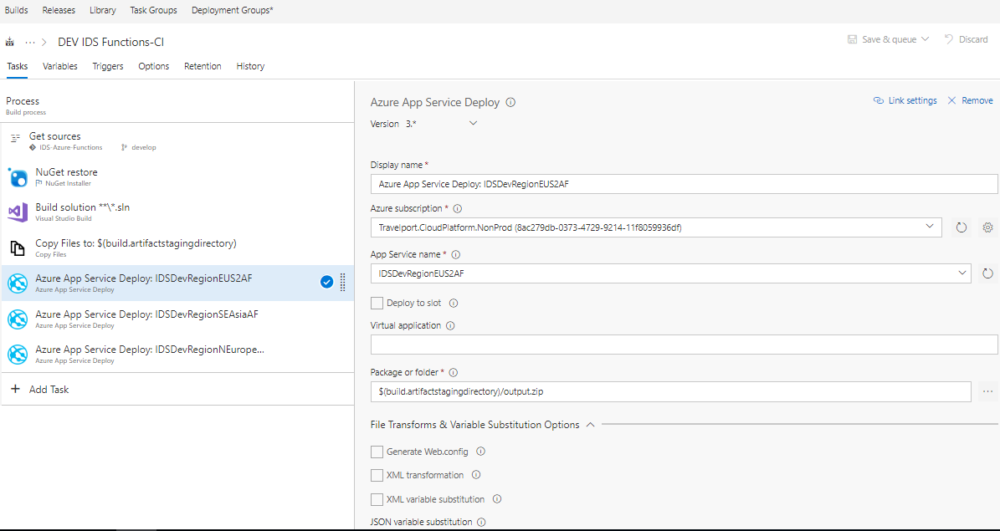 Builds Releases Library Task Groups Deployment Groups*
··· > DEV IDS Functions-CI
Save & queue Discard
Tasks Variables Triggers Options Retention History
Process
Build process
Get sources
IDS-Azure-Functions develop
NuGet restore
NuGet Installer
Build solution **\*.sln
Visual Studio Build
Copy Files to: $(build.artifactstagingdirectory)
Copy Files
Azure App Service Deploy: IDSDevRegionEUS2AF
Azure App Service Deploy
Azure App Service Deploy: IDSDevRegionSEAsiaAF
Azure App Service Deploy
Azure App Service Deploy: IDSDevRegionNEurope...
Azure App Service Deploy
+ Add Task
Azure App Service Deploy
Link settings Remove
Version 3.*
Display name *
Azure App Service Deploy: IDSDevRegionEUS2AF
Azure subscription *
Travelport.CloudPlatform.NonProd (8ac279db-0373-4729-9214-11f8059936df)
App Service name *
IDSDevRegionEUS2AF
Deploy to slot
Virtual application
Package or folder *
$(build.artifactstagingdirectory)/output.zip
···
File Transforms & Variable Substitution Options
Generate Web.config
XML transformation
XML variable substitution
JSON variable substitution